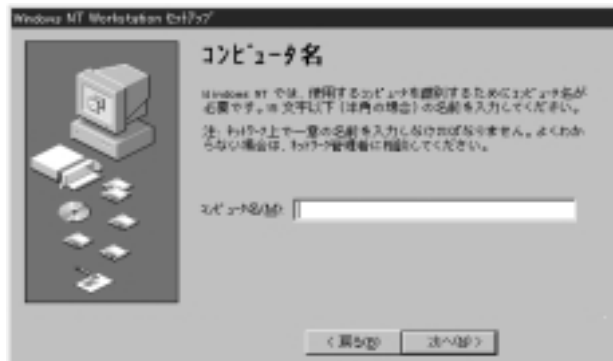 Windows NT Workstation ｾｯﾄｱｯﾌﾟ
コンピュータ名
Windows NT では、使用するｺﾝﾋﾟｭｰﾀを識別するためにｺﾝﾋﾟｭｰﾀ名が
必要です。15 文字以下 (半角の場合) の名前を入力してください。
注: ﾈｯﾄﾜｰｸ上で一意の名前を入力しなければなりません。よくわか
らない場合は、ﾈｯﾄﾜｰｸ管理者に相談してください。
ｺﾝﾋﾟｭｰﾀ名(M):
< 戻る(B)
次へ(N) >